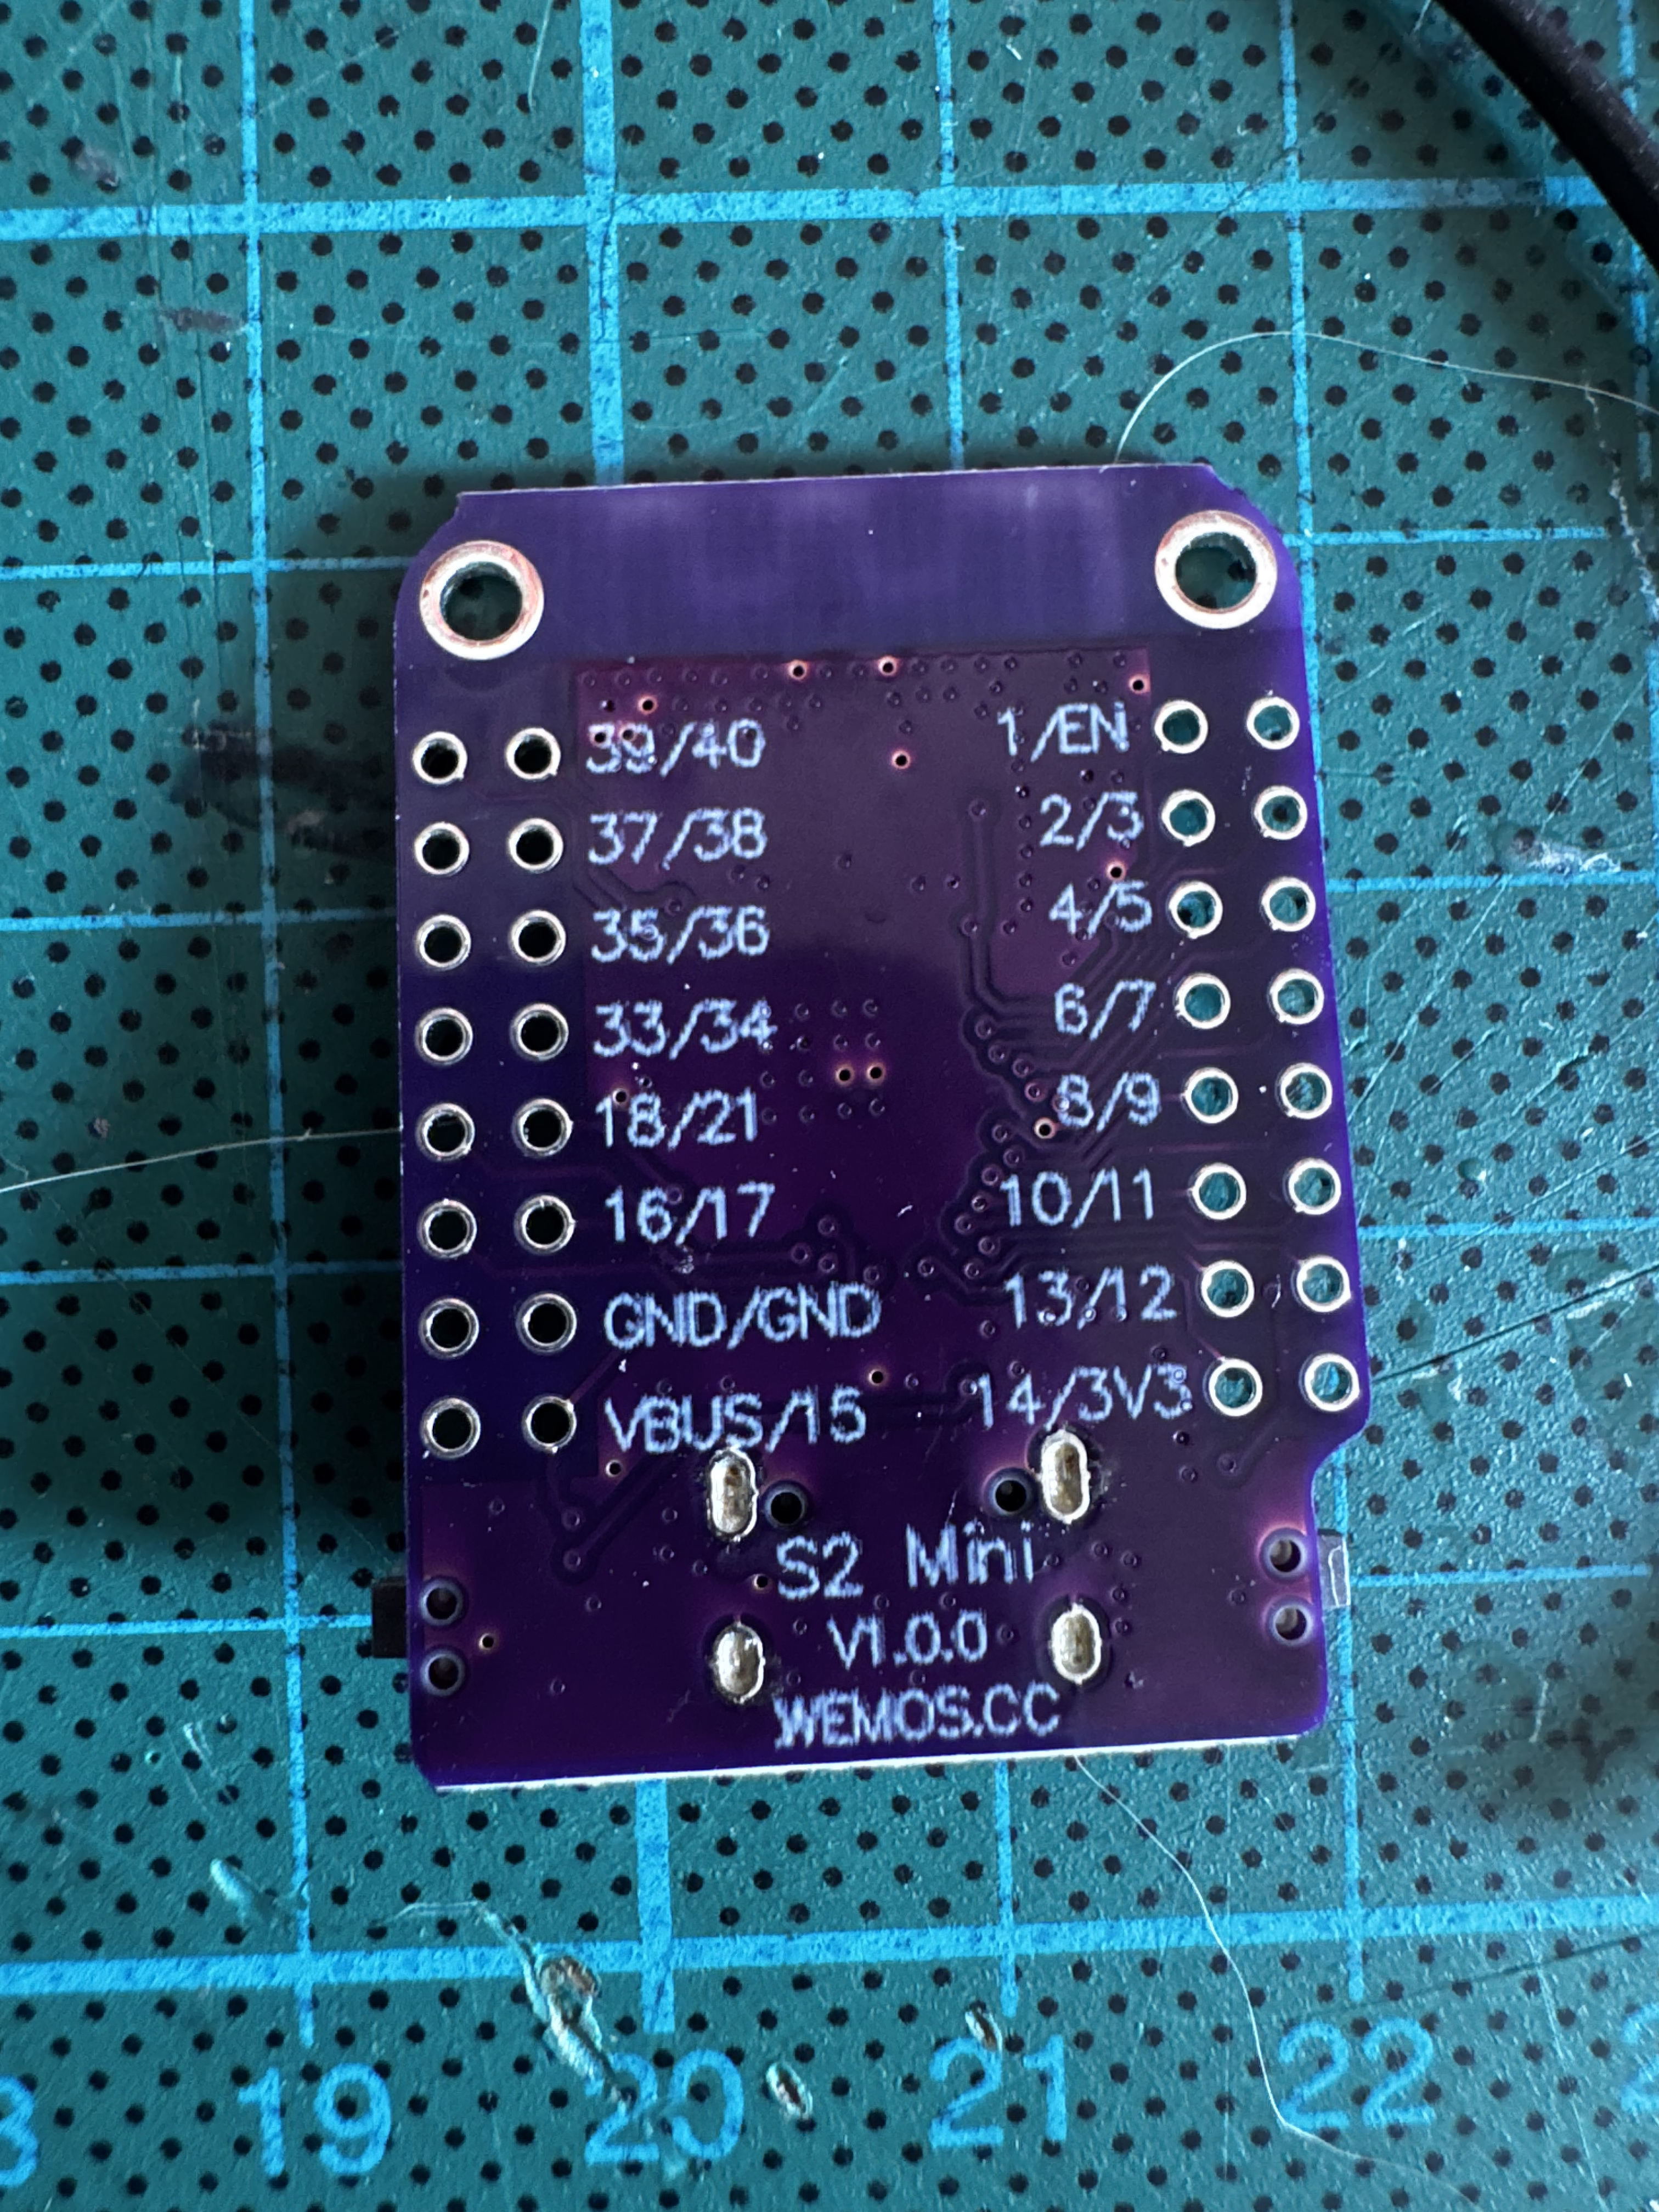 39/40 1/EN
37/38 2/3
35/36 4/5
33/34 6/7
18/21 8/9
16/17 10/11
GND/GND 13/12
VBUS/15 14/3V3
S2 Mini
V1.0.0
WEMOS.CC
19 20 21 22